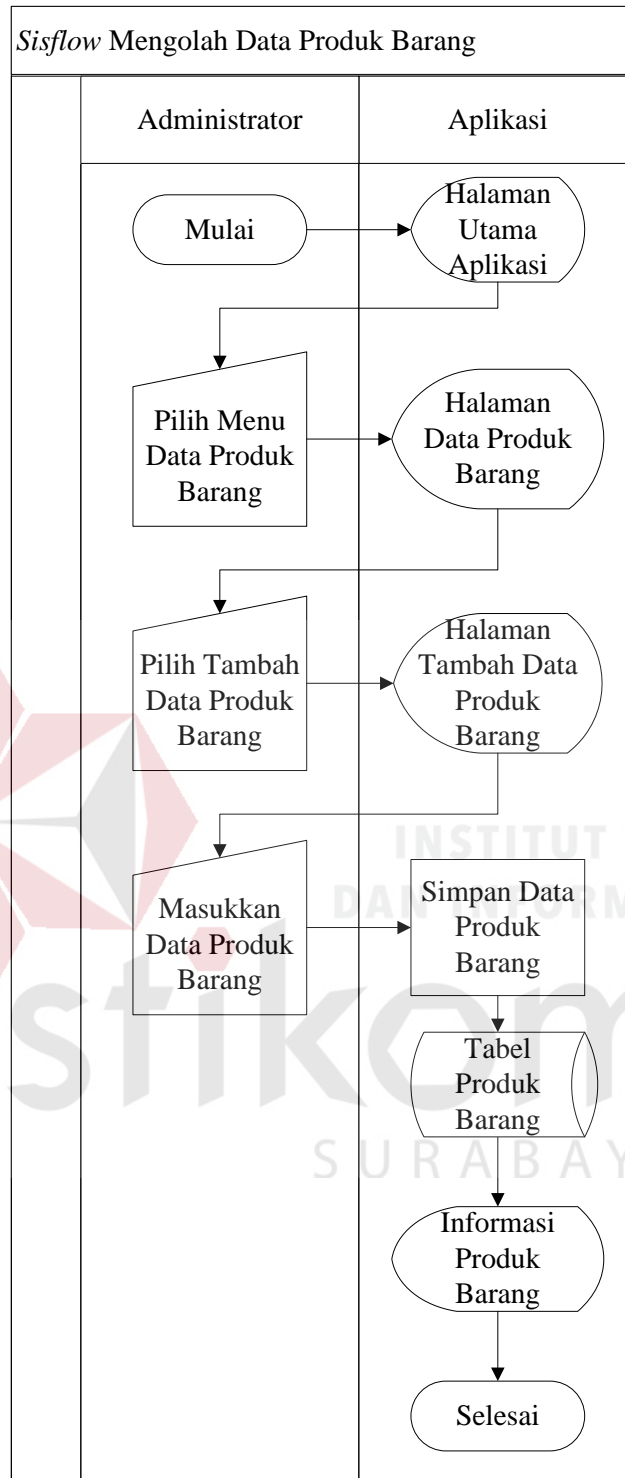 Sisflow Mengolah Data Produk Barang
Administrator
Aplikasi
Mulai
Halaman
Utama
Aplikasi
Pilih Menu
Data Produk
Barang
Halaman
Data Produk
Barang
Pilih Tambah
Data Produk
Barang
Halaman
Tambah Data
Produk
Barang
Masukkan
Data Produk
Barang
Simpan Data
Produk
Barang
Tabel
Produk
Barang
Informasi
Produk
Barang
Selesai
INSTITUT
DAN INFORM
stikom
SURABAY